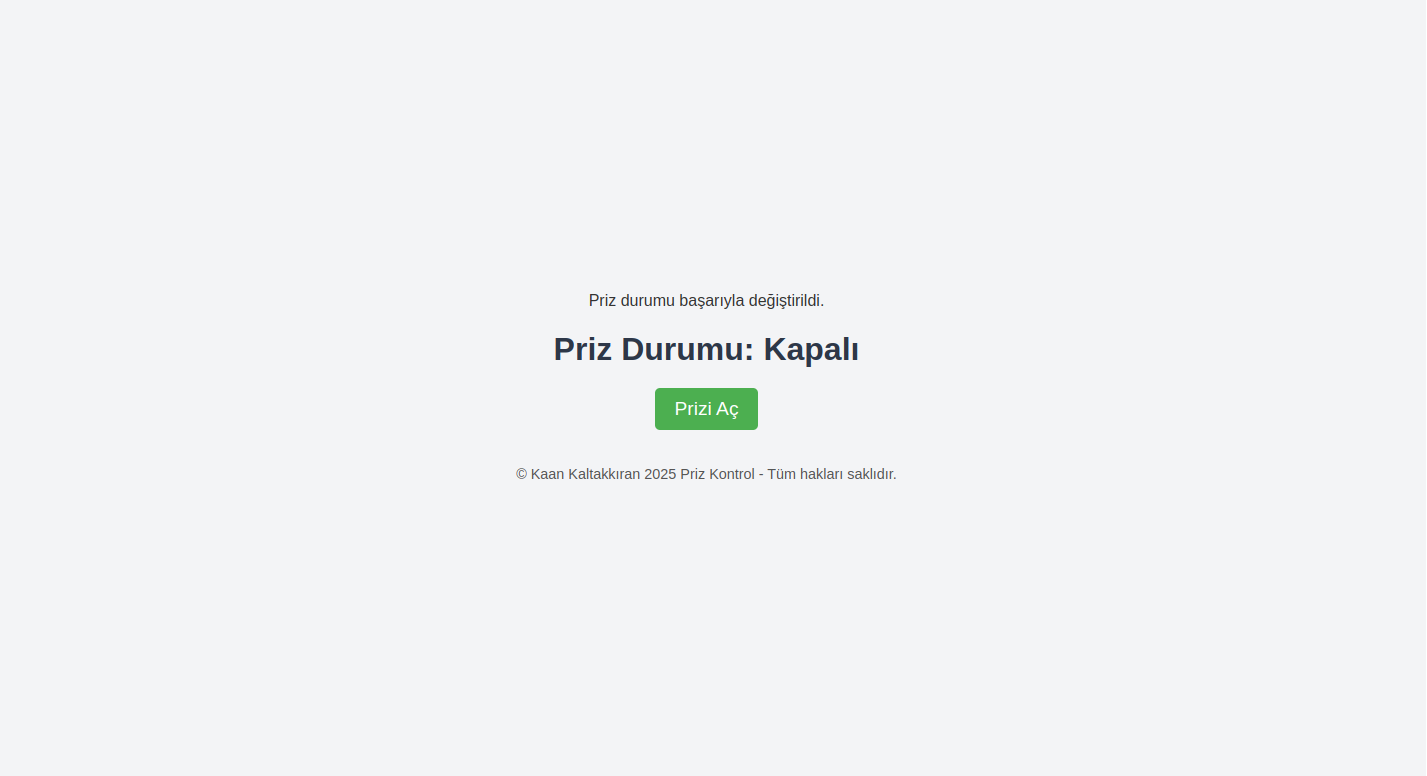 Priz durumu başarıyla değiştirildi.
Priz Durumu: Kapalı
Prizi Aç
© Kaan Kaltakkıran 2025 Priz Kontrol - Tüm hakları saklıdır.